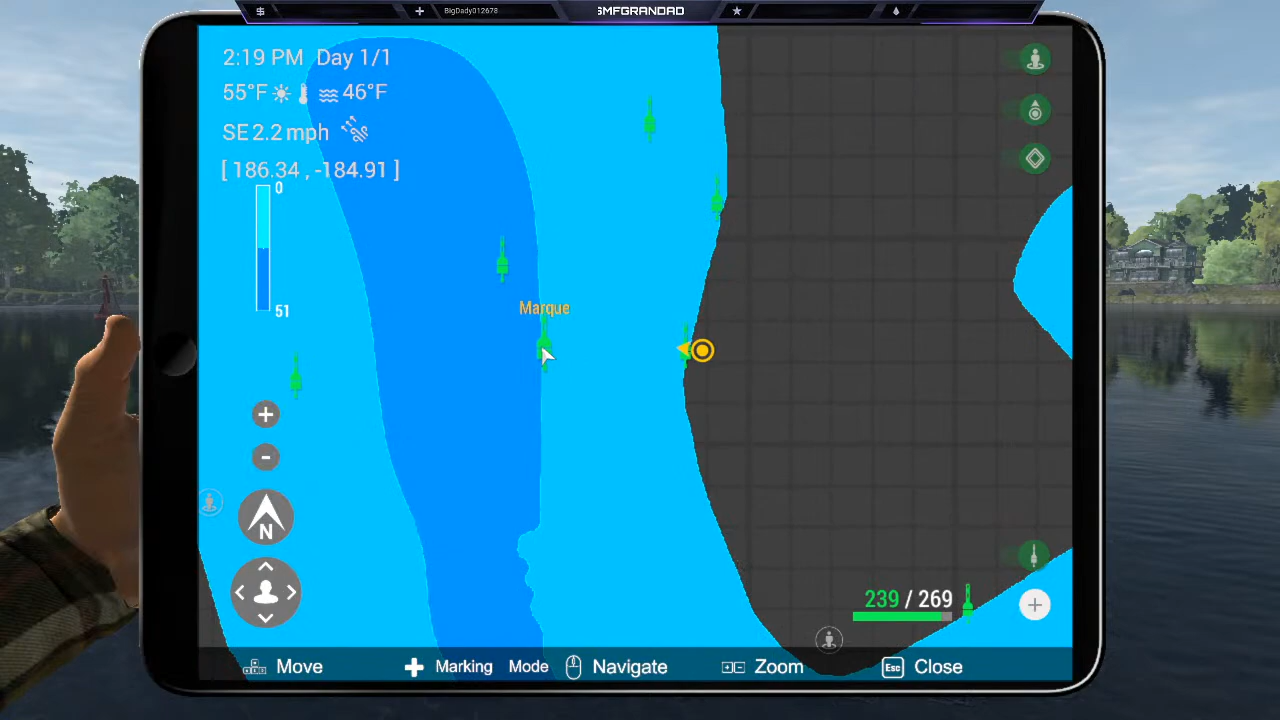 BigDady012678
SMFGRANDAD
2:19 PM Day 1/1
55°F 46°F
SE 2.2 mph
[ 186.34 , -184.91 ]
0
51
Marque
N
239 / 269
Move
Marking Mode
Navigate
Zoom
Esc Close